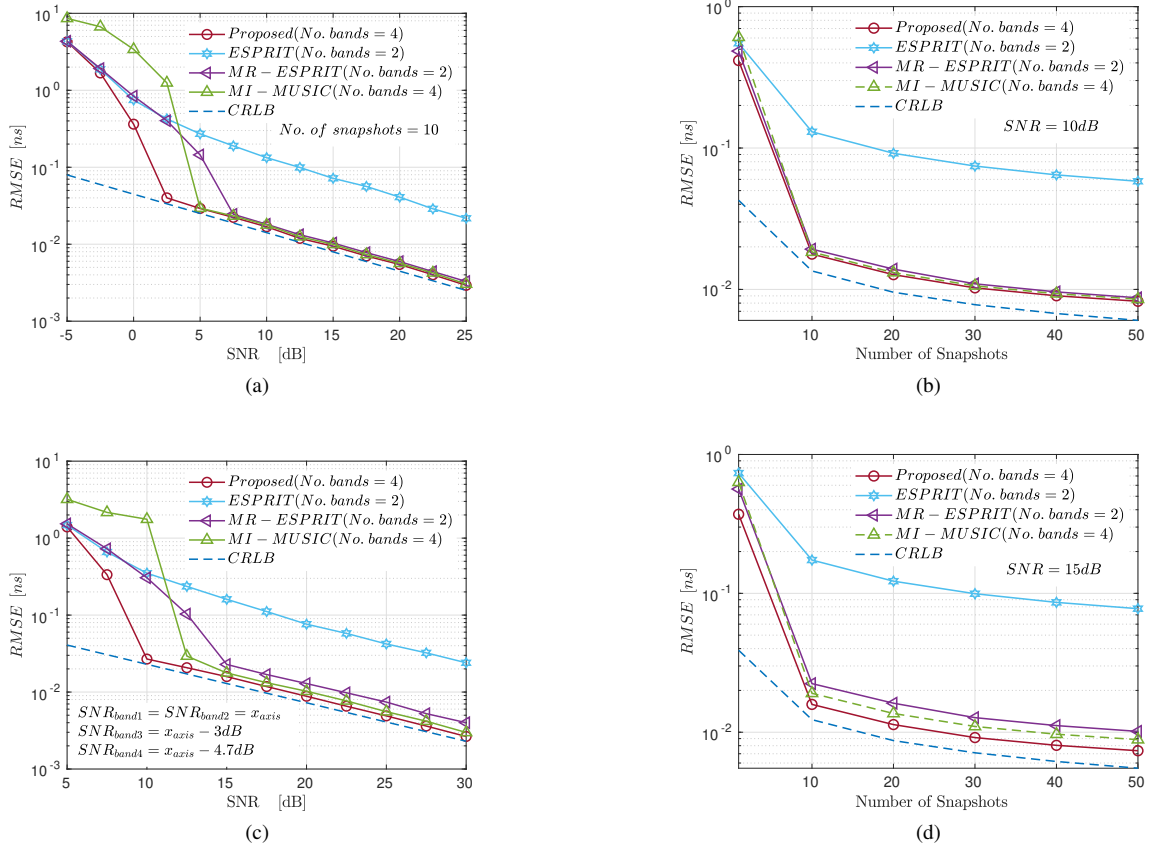 10^1
10^0
10^-1
10^-2
10^-3
RMSE [ns]
-5 0 5 10 15 20 25
SNR [dB]
Proposed(No. bands = 4)
ESPRIT(No. bands = 2)
MR − ESPRIT(No. bands = 2)
MI − MUSIC(No. bands = 4)
CRLB
No. of snapshots = 10
(a)
10^0
10^-1
10^-2
RMSE [ns]
10 20 30 40 50
Number of Snapshots
Proposed(No. bands = 4)
ESPRIT(No. bands = 2)
MR − ESPRIT(No. bands = 2)
MI − MUSIC(No. bands = 4)
CRLB
SNR = 10dB
(b)
10^1
10^0
10^-1
10^-2
10^-3
RMSE [ns]
5 10 15 20 25 30
SNR [dB]
Proposed(No. bands = 4)
ESPRIT(No. bands = 2)
MR − ESPRIT(No. bands = 2)
MI − MUSIC(No. bands = 4)
CRLB
SNR_band1 = SNR_band2 = x_axis
SNR_band3 = x_axis − 3dB
SNR_band4 = x_axis − 4.7dB
(c)
10^0
10^-1
10^-2
RMSE [ns]
10 20 30 40 50
Number of Snapshots
Proposed(No. bands = 4)
ESPRIT(No. bands = 2)
MR − ESPRIT(No. bands = 2)
MI − MUSIC(No. bands = 4)
CRLB
SNR = 15dB
(d)